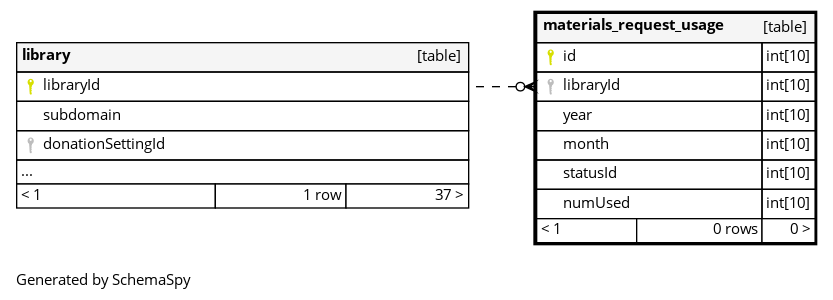 library [table]
libraryId
subdomain
donationSettingId
...
< 1 1 row 37 >
materials_request_usage [table]
id int[10]
libraryId int[10]
year int[10]
month int[10]
statusId int[10]
numUsed int[10]
< 1 0 rows 0 >
Generated by SchemaSpy